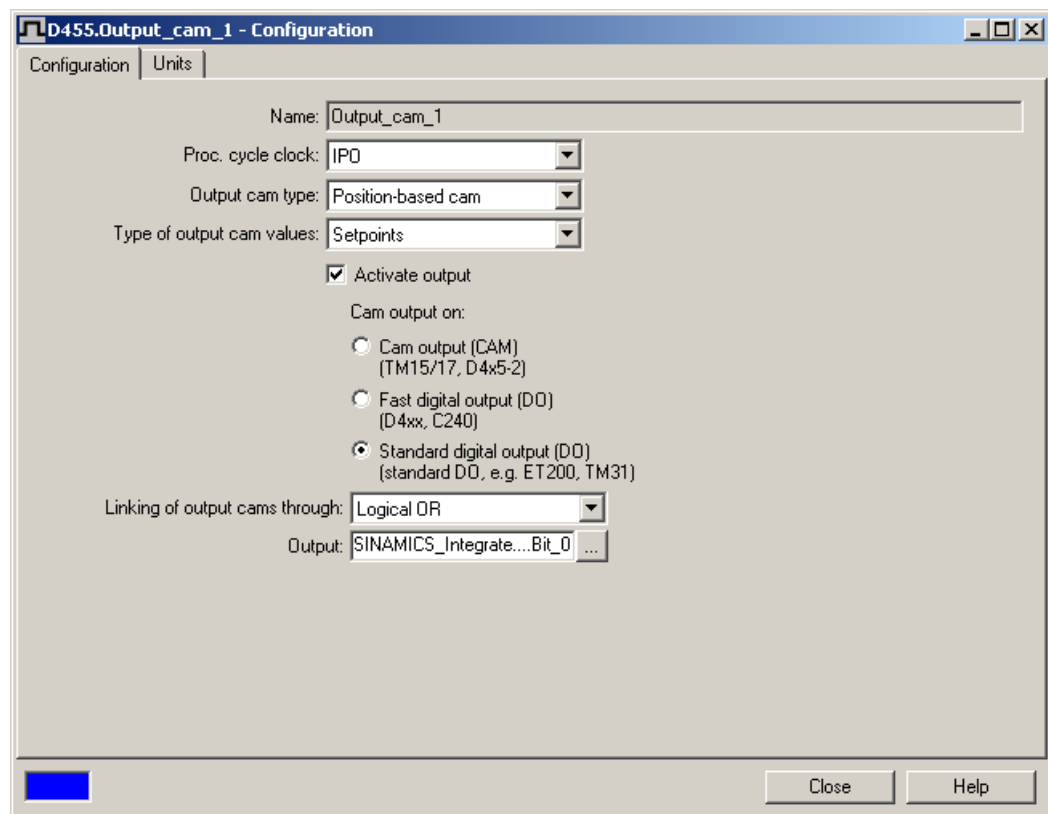 D455.Output_cam_1 - Configuration
Configuration Units
Name: Output_cam_1
Proc. cycle clock: IPO
Output cam type: Position-based cam
Type of output cam values: Setpoints
Activate output
Cam output on:
Cam output (CAM)
(TM15/17, D4x5-2)
Fast digital output (DO)
(D4xx, C240)
Standard digital output (DO)
(standard DO, e.g. ET200, TM31)
Linking of output cams through: Logical OR
Output: SINAMICS_Integrate....Bit_0 ...
Close Help